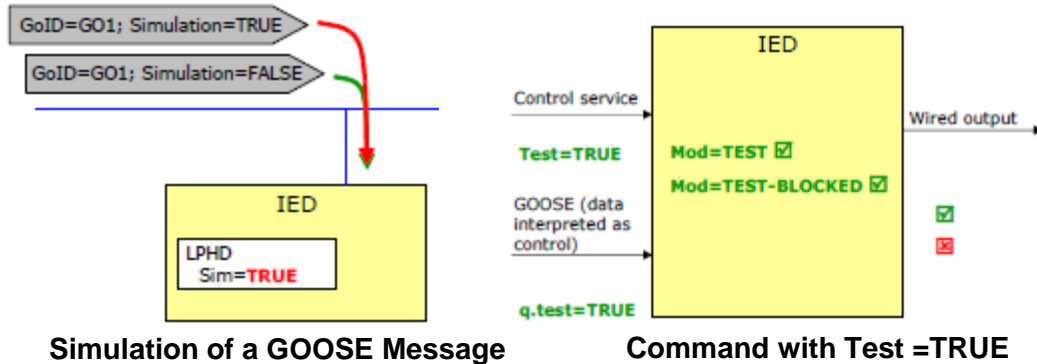 GoID=GO1; Simulation=TRUE
GoID=GO1; Simulation=FALSE
IED
LPHD
Sim=TRUE
Simulation of a GOOSE Message
IED
Control service
Test=TRUE
GOOSE (data
interpreted as
control)
q.test=TRUE
Mod=TEST
Mod=TEST-BLOCKED
Wired output
Command with Test =TRUE